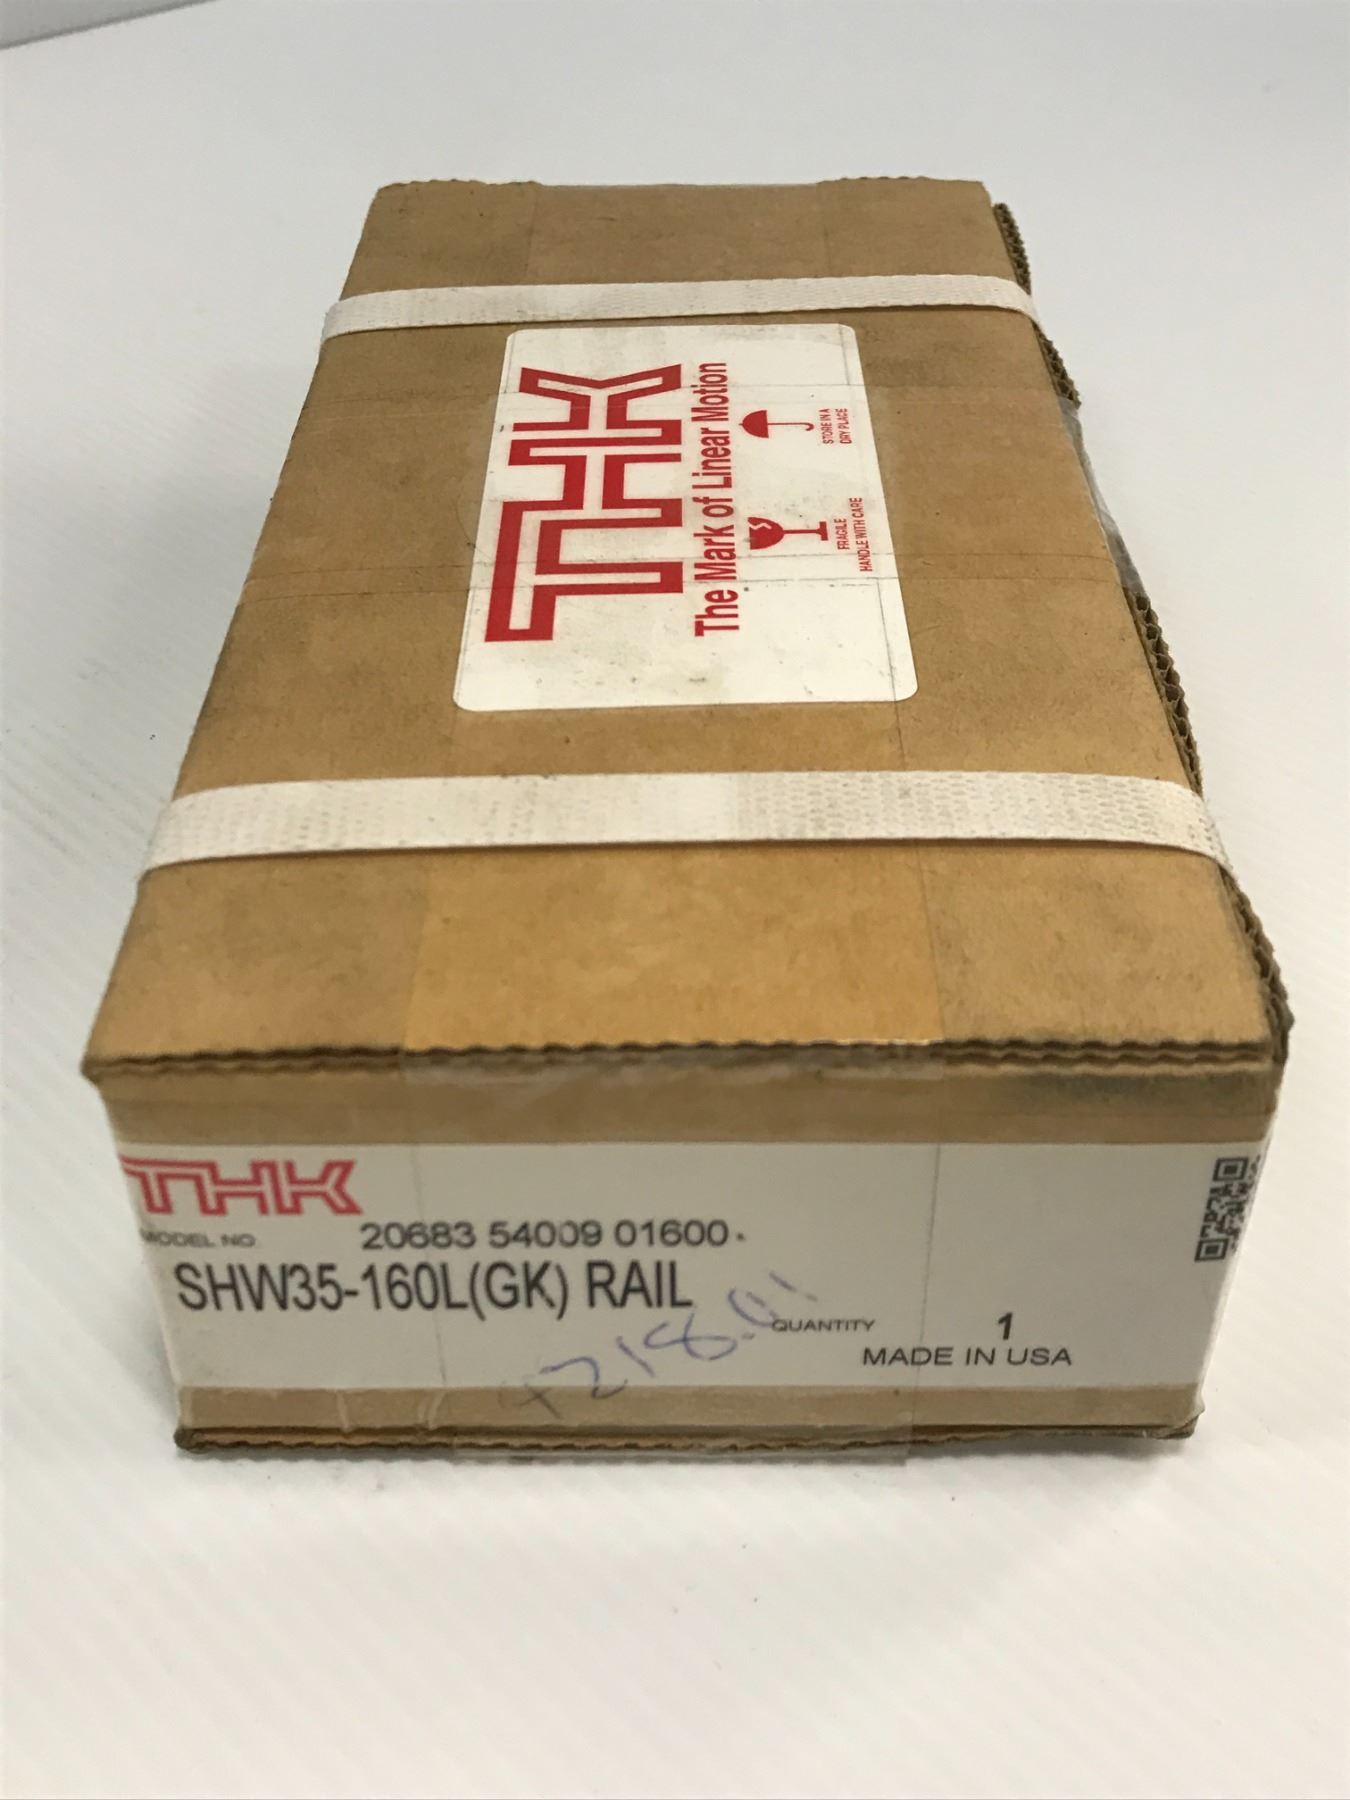 THK
The Mark of Linear Motion
FRAGILE
HANDLE WITH CARE
STORE IN A
DRY PLACE
THK
MODEL NO. 20683 54009 01600
SHW35-160L(GK) RAIL
QUANTITY 1
MADE IN USA